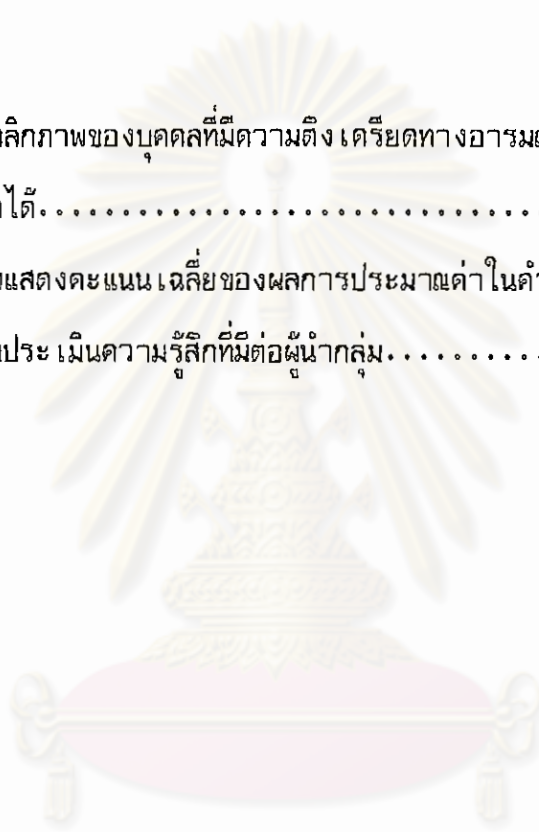 ลิกภาพของบุคคลที่มีความตึงเครียดทางอารม
ได้..............................
แสดงคะแนนเฉลี่ยของผลการประมาณค่าในคำ
ประเมินความรู้สึกที่มีต่อผู้นำกลุ่ม..........